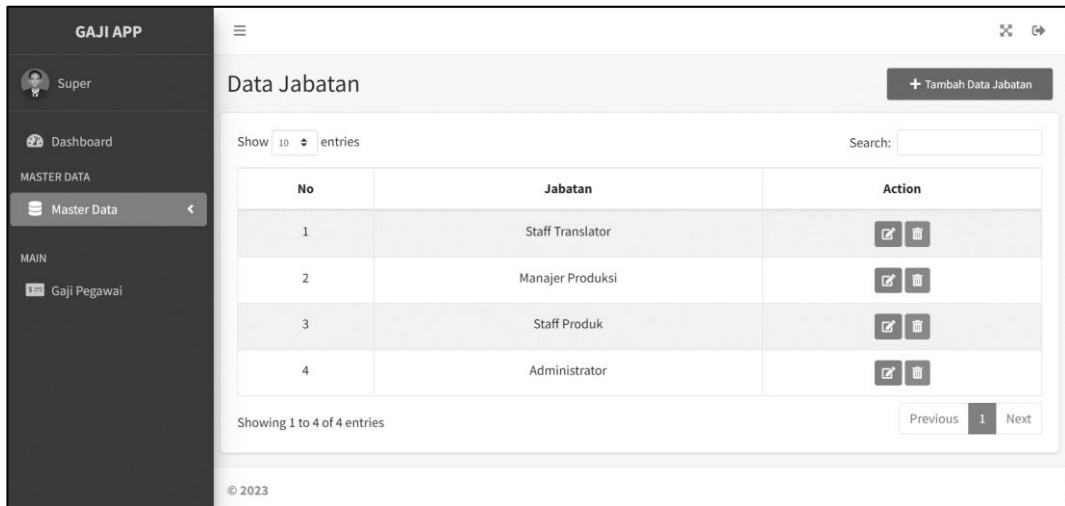 GAJI APP
Super
Dashboard
MASTER DATA
Master Data
MAIN
Gaji Pegawai
Data Jabatan
+ Tambah Data Jabatan
Show 10 entries
Search:
No Jabatan Action
1 Staff Translator
2 Manajer Produksi
3 Staff Produk
4 Administrator
Showing 1 to 4 of 4 entries
Previous 1 Next
© 2023